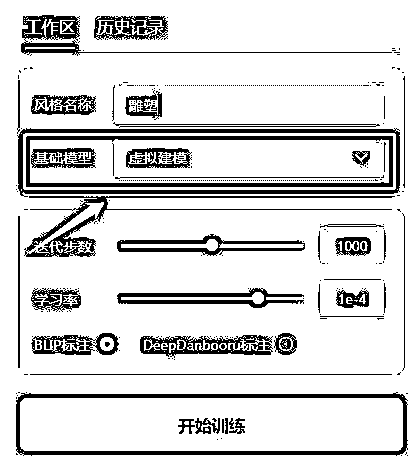 工作区 历史记录
风格名称 雕塑
基础模型 虚拟建模
迭代步数 1000
学习率 1e-4
BLIP标注 DeepDanbooru标注
开始训练